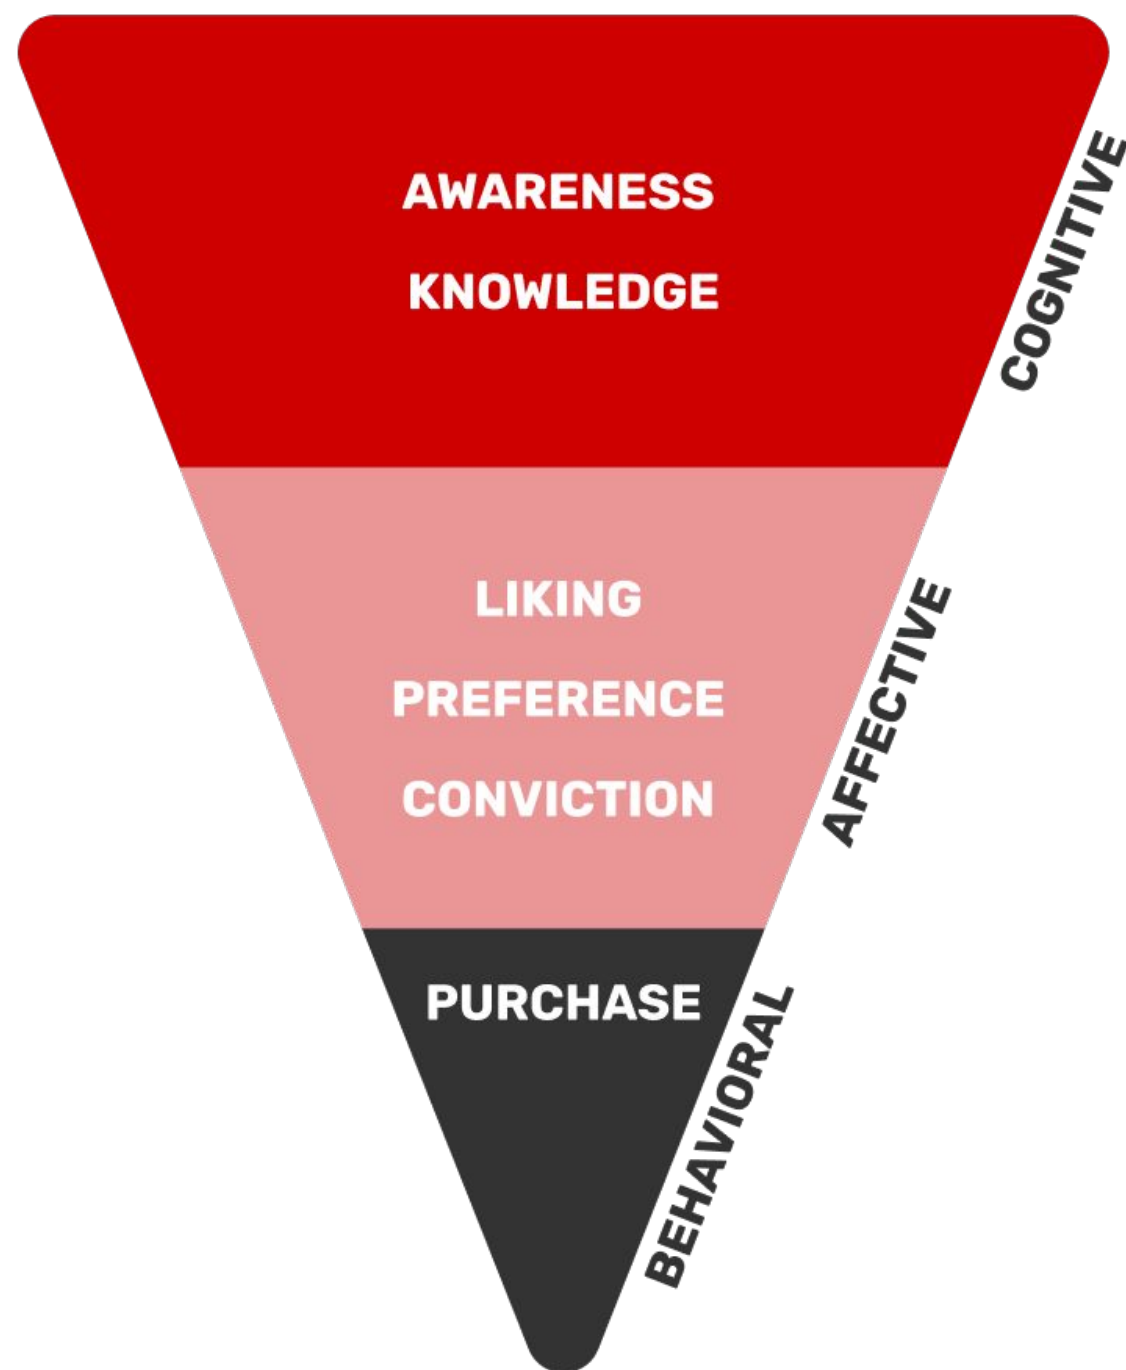 AWARENESS
KNOWLEDGE
COGNITIVE
LIKING
PREFERENCE
CONVICTION
AFFECTIVE
PURCHASE
BEHAVIORAL